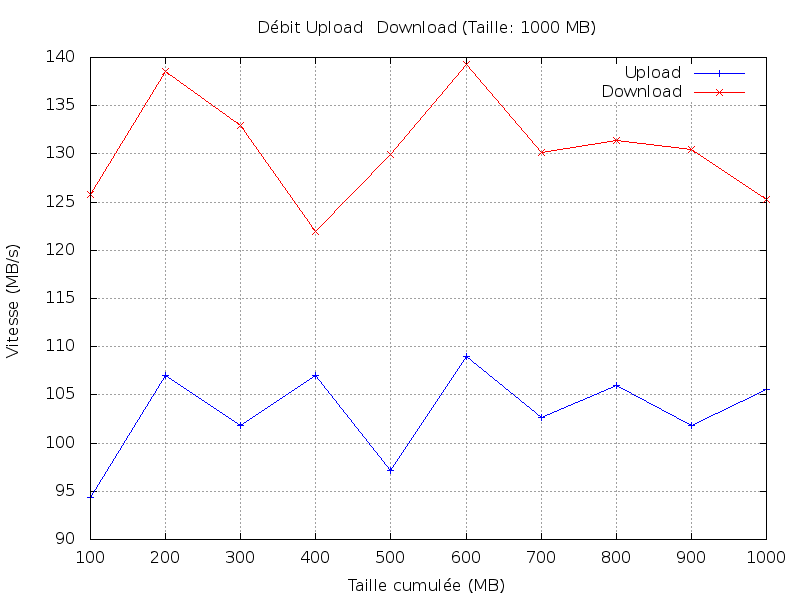 Débit Upload  Download (Taille: 1000 MB)
Upload
Download
140
135
130
125
120
115
110
105
100
95
90
Vitesse (MB/s)
100 200 300 400 500 600 700 800 900 1000
Taille cumulée (MB)